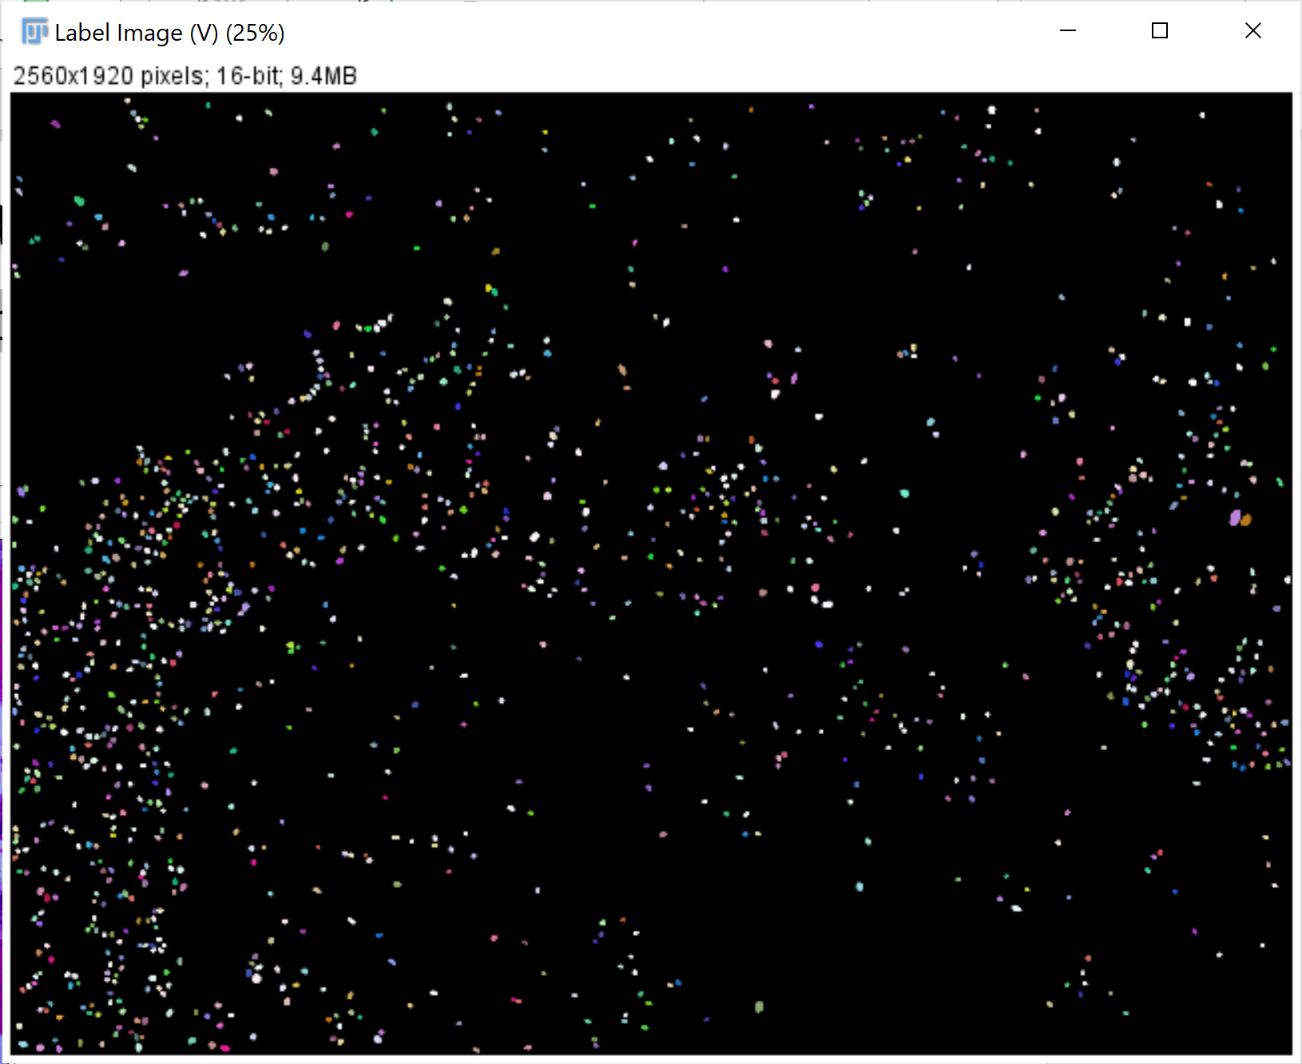 Label Image (V) (25%)
2560x1920 pixels; 16-bit; 9.4MB